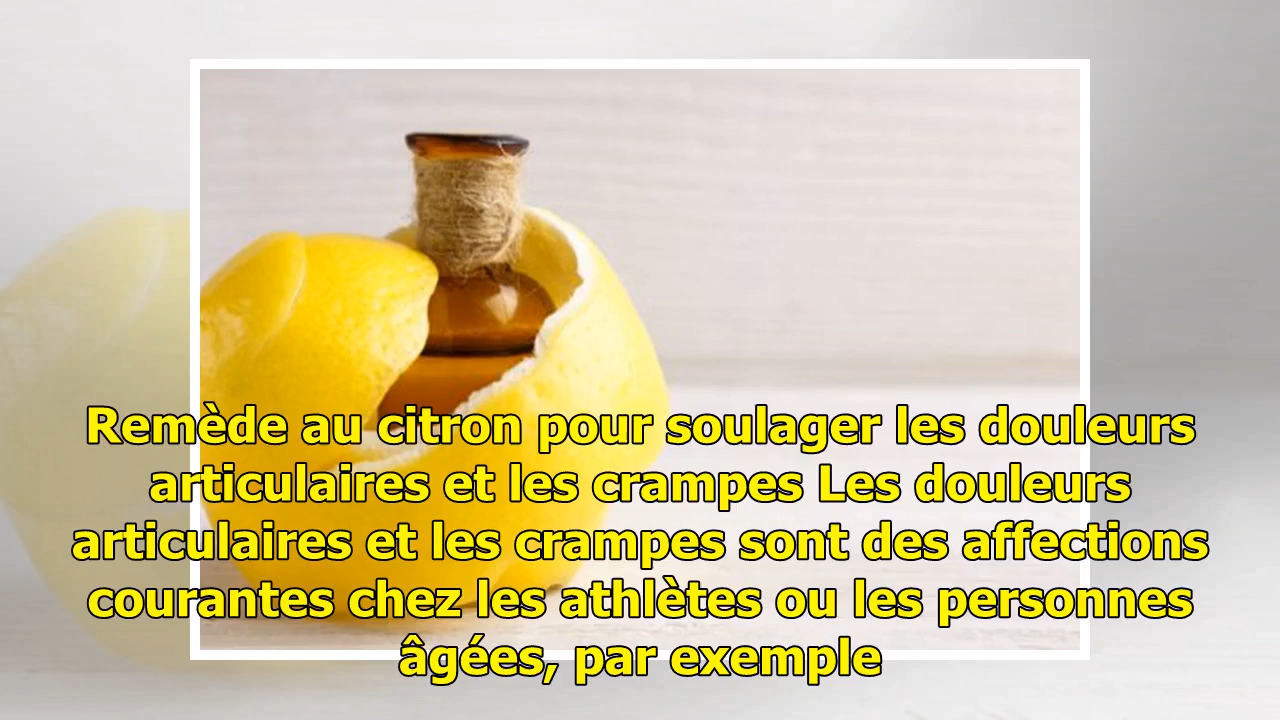 Remède au citron pour soulager les douleurs
articulaires et les crampes Les douleurs
articulaires et les crampes sont des affections
courantes chez les athlètes ou les personnes
âgées, par exemple